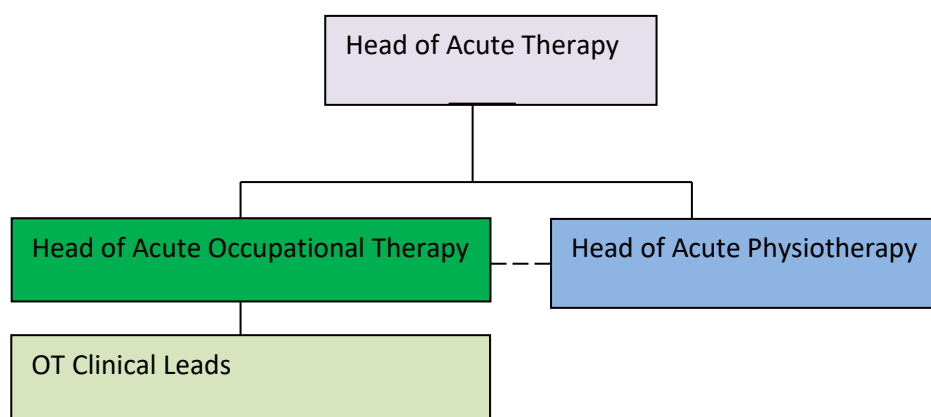 Head of Acute Therapy
Head of Acute Occupational Therapy
Head of Acute Physiotherapy
OT Clinical Leads